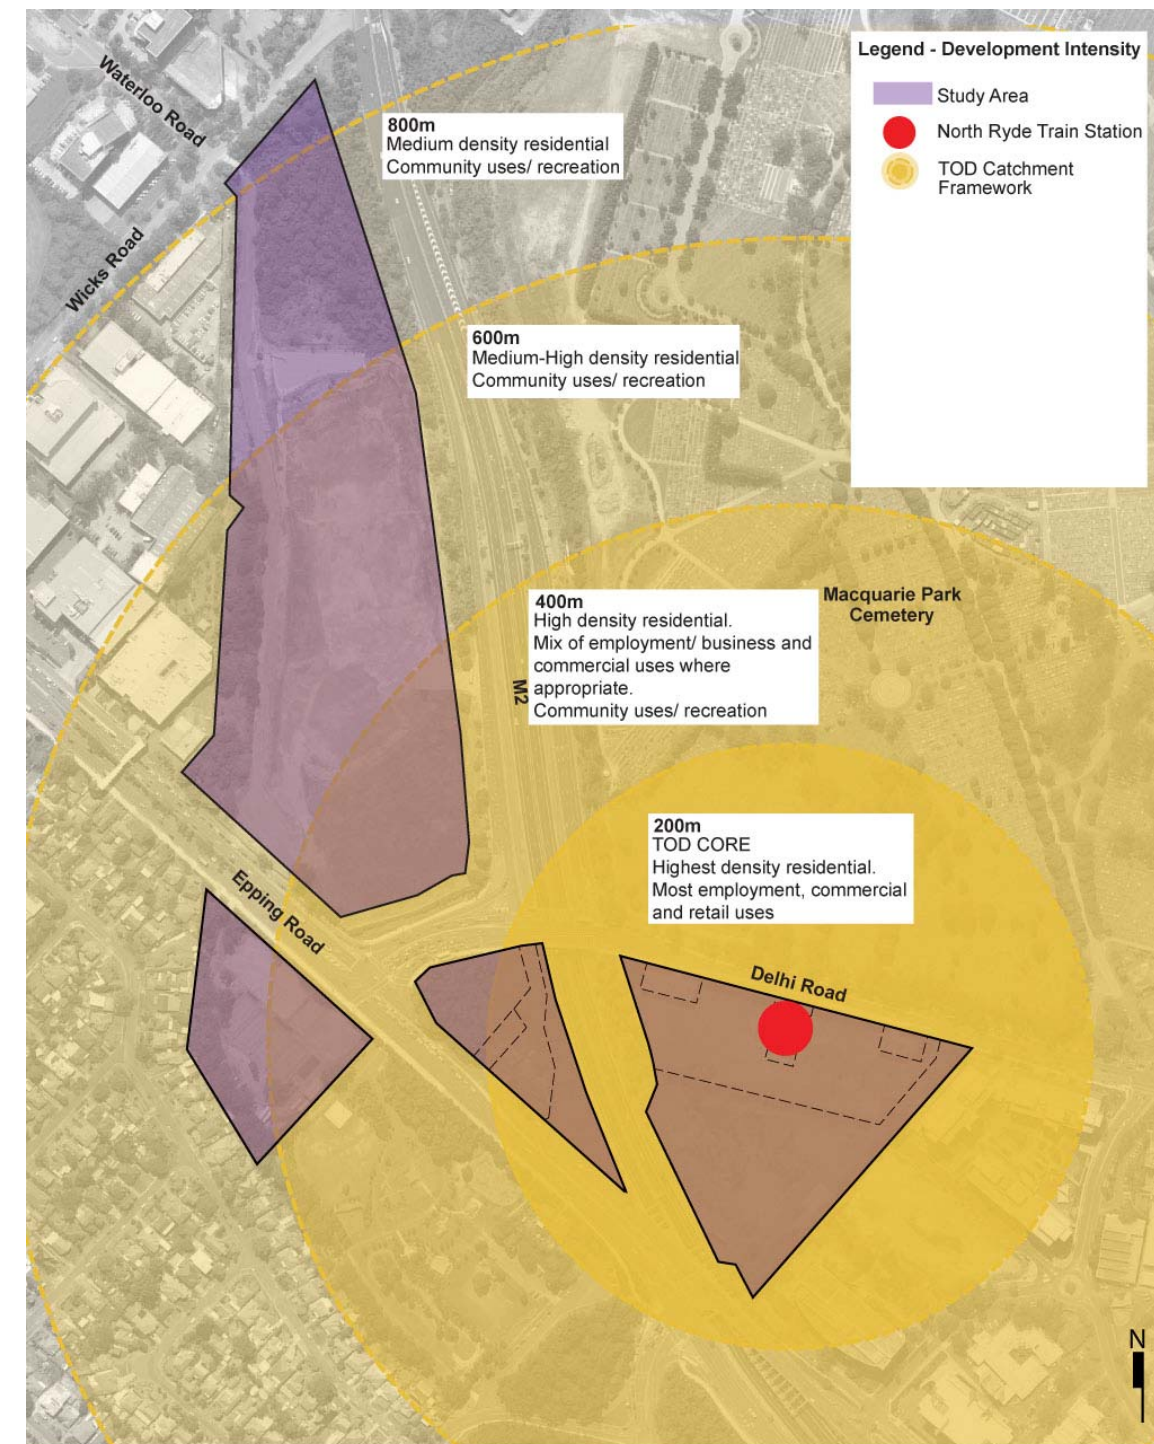 Legend - Development Intensity
Study Area
North Ryde Train Station
TOD Catchment
Framework
Waterloo Road
Wicks Road
800m
Medium density residential
Community uses/ recreation
600m
Medium-High density residential
Community uses/ recreation
400m
High density residential.
Mix of employment/ business and
commercial uses where
appropriate.
Community uses/ recreation
Macquarie Park
Cemetery
M2
200m
TOD CORE
Highest density residential.
Most employment, commercial
and retail uses
Epping Road
Delhi Road
N